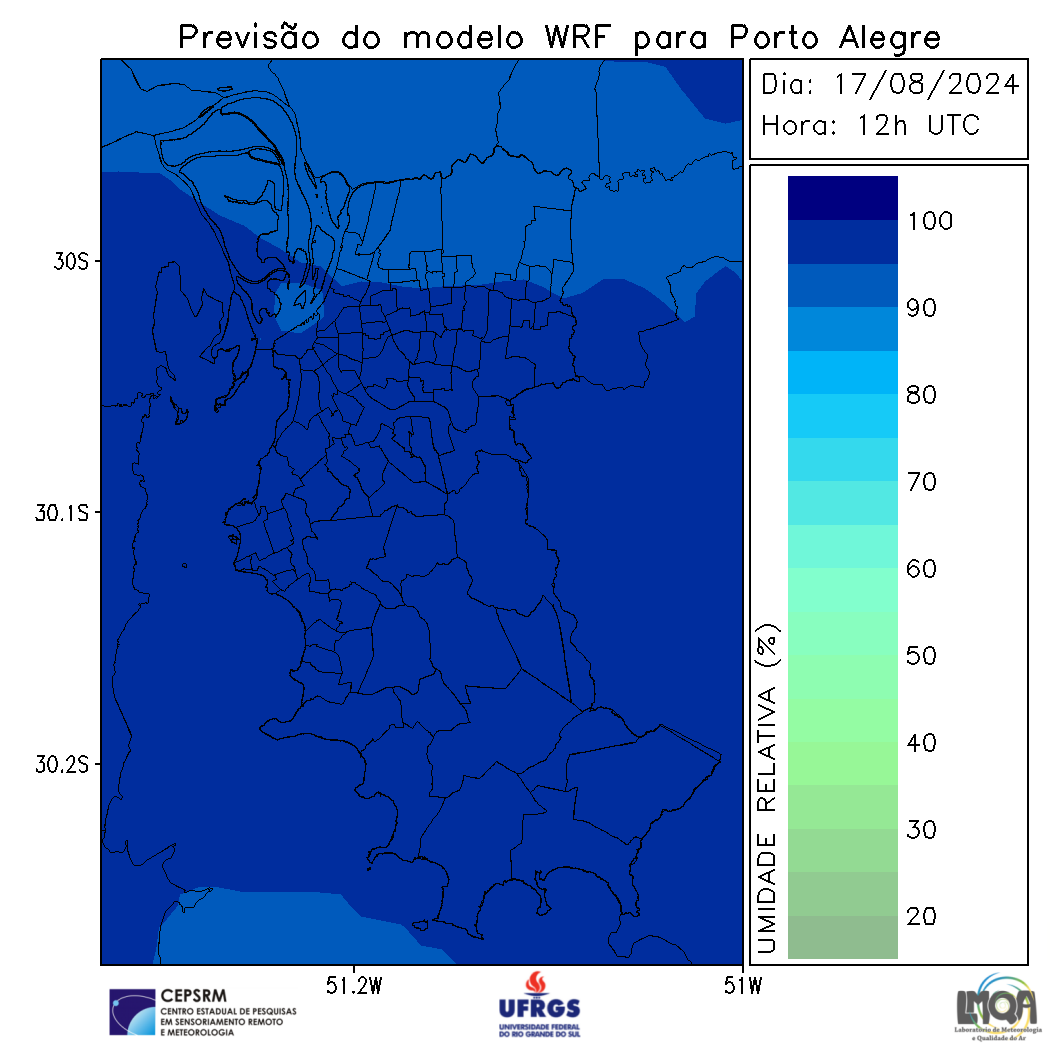 Previsão do modelo WRF para Porto Alegre
Dia: 17/08/2024
Hora: 12h UTC
30S
30.1S
30.2S
51.2W
51W
UMIDADE RELATIVA (%)
100
90
80
70
60
50
40
30
20
CEPSRM
CENTRO ESTADUAL DE PESQUISAS
EM SENSORIAMENTO REMOTO
E METEOROLOGIA
UFRGS
UNIVERSIDADE FEDERAL
DO RIO GRANDE DO SUL
LMQA
Laboratório de Meteorologia
e Qualidade do Ar